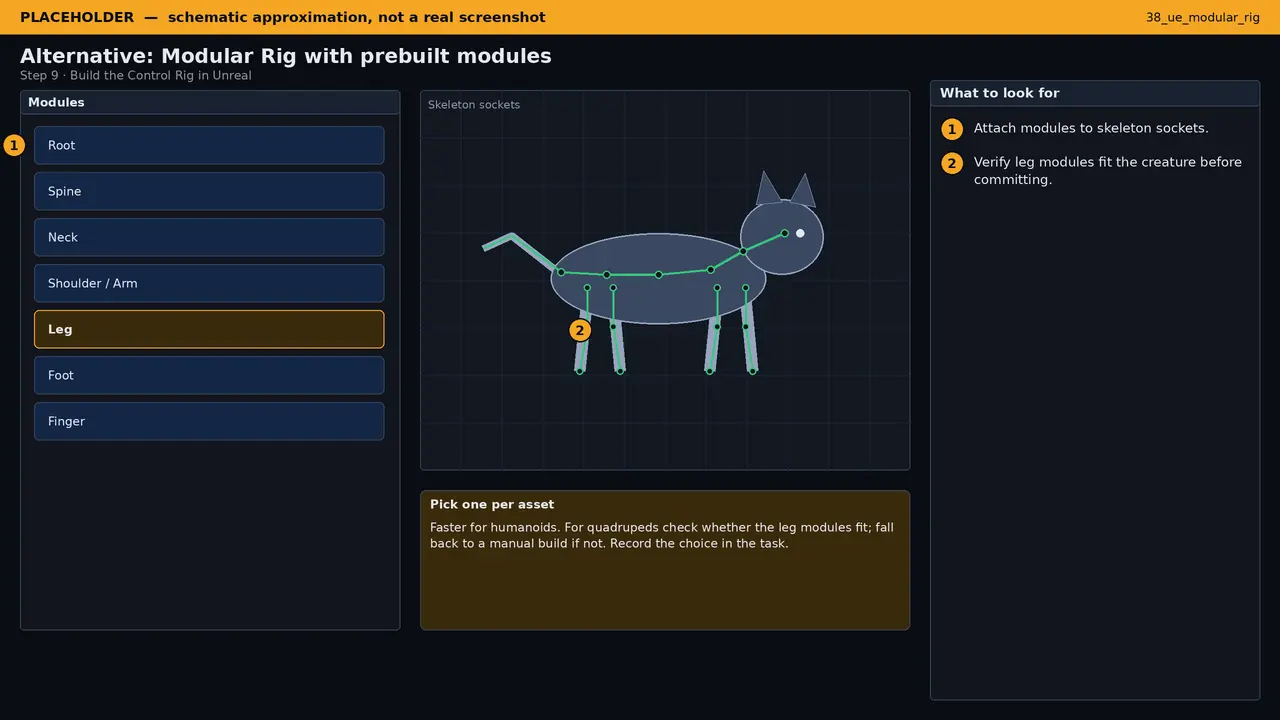 PLACEHOLDER — schematic approximation, not a real screenshot
38_ue_modular_rig
Alternative: Modular Rig with prebuilt modules
Step 9 · Build the Control Rig in Unreal
Modules
1
Root
Spine
Neck
Shoulder / Arm
Leg
Foot
Finger
Skeleton sockets
2
Pick one per asset
Faster for humanoids. For quadrupeds check whether the leg modules fit; fall
back to a manual build if not. Record the choice in the task.
What to look for
1 Attach modules to skeleton sockets.
2 Verify leg modules fit the creature before
committing.